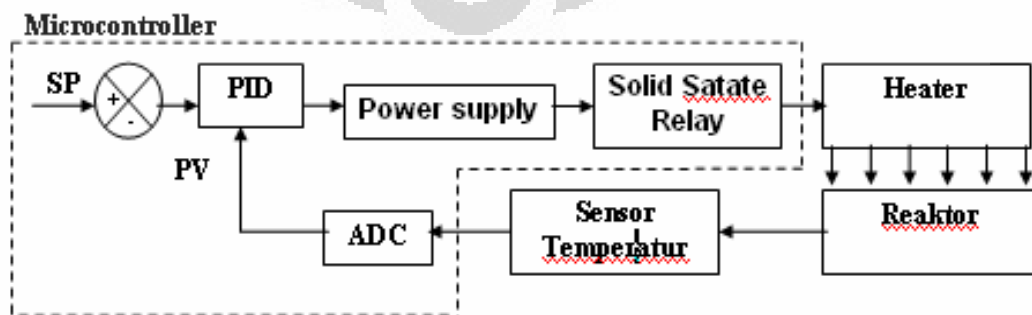 Microcontroller
SP
+
-
PID
Power supply
Solid Satate
Relay
Heater
PV
ADC
Sensor
Temperatur
Reaktor